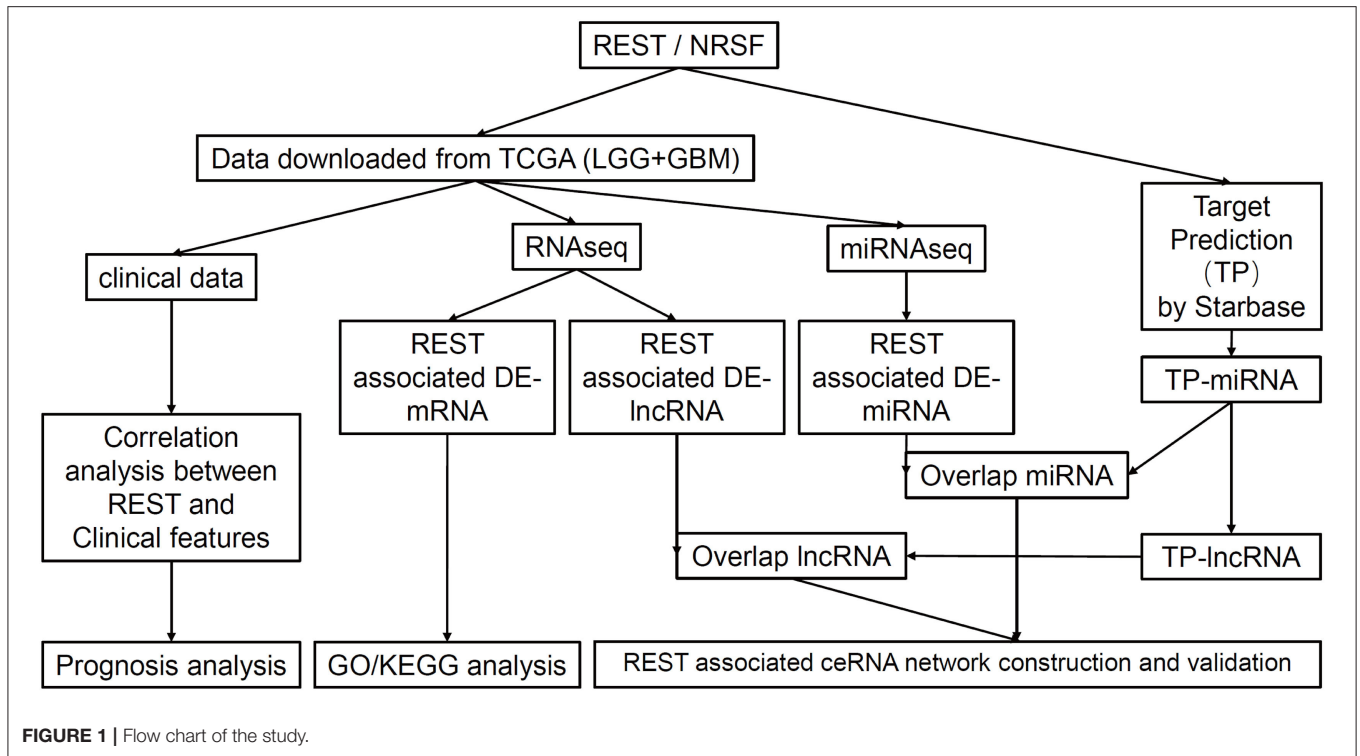 REST / NRSF
Data downloaded from TCGA (LGG+GBM)
clinical data
RNAseq
miRNAseq
Target
Prediction
（TP）
by Starbase
REST
associated DE-
mRNA
REST
associated DE-
lncRNA
REST
associated DE-
miRNA
TP-miRNA
Correlation
analysis between
REST and
Clinical features
Overlap miRNA
Overlap lncRNA
TP-lncRNA
Prognosis analysis
GO/KEGG analysis
REST associated ceRNA network construction and validation
FIGURE 1 | Flow chart of the study.